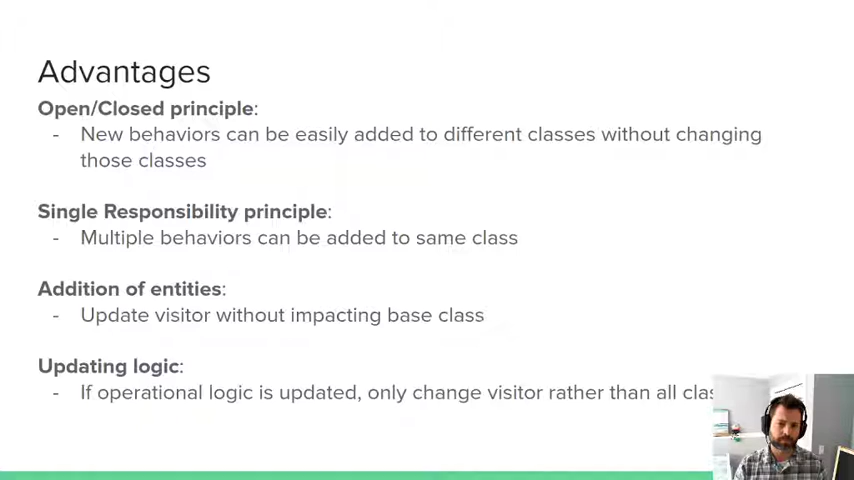 Advantages
Open/Closed principle:
- New behaviors can be easily added to different classes without changing
those classes
Single Responsibility principle:
- Multiple behaviors can be added to same class
Addition of entities:
- Update visitor without impacting base class
Updating logic:
- If operational logic is updated, only change visitor rather than all